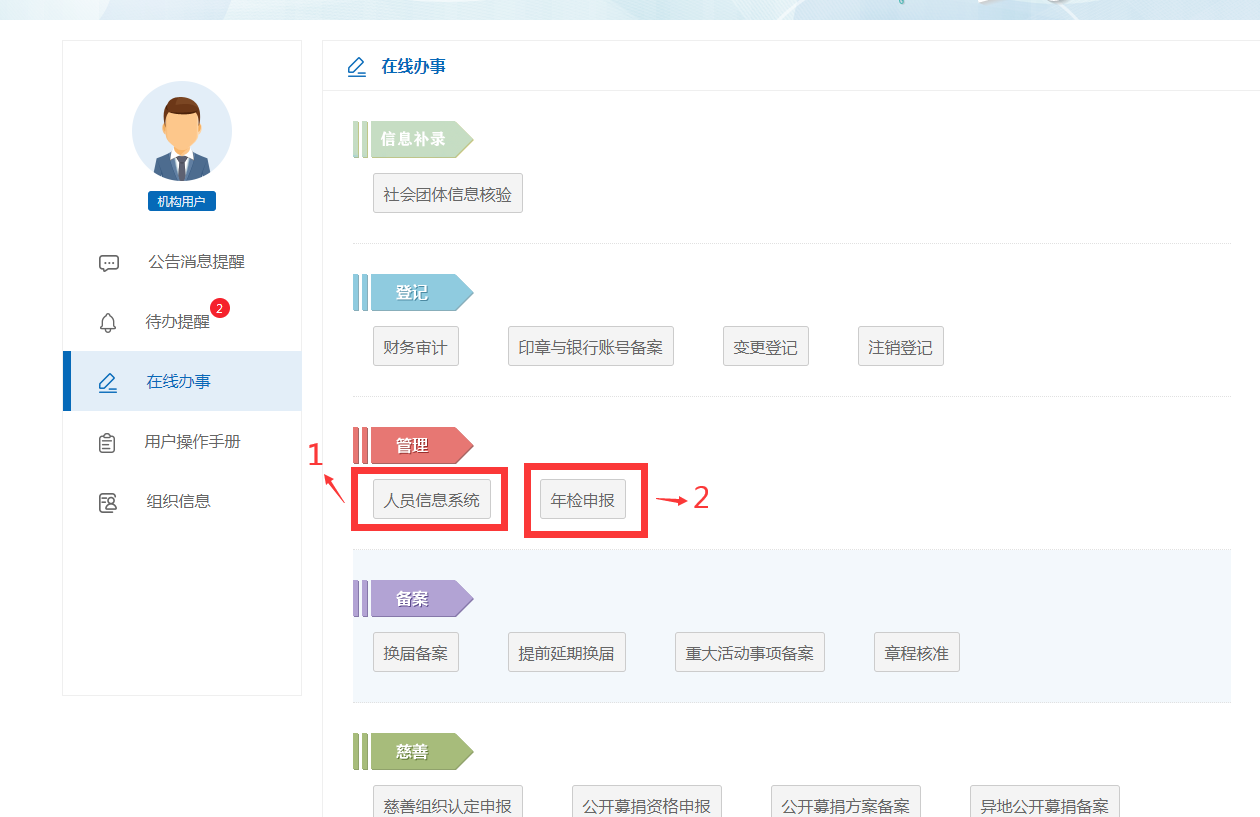 机构用户
公告消息提醒
待办提醒
2
在线办事
用户操作手册
组织信息
在线办事
信息补录
社会团体信息核验
登记
财务审计 印章与银行账号备案 变更登记 注销登记
管理
1
人员信息系统 年检申报
2
备案
换届备案 提前延期换届 重大活动事项备案 章程核准
慈善
慈善组织认定申报 公开募捐资格申报 公开募捐方案备案 异地公开募捐备案